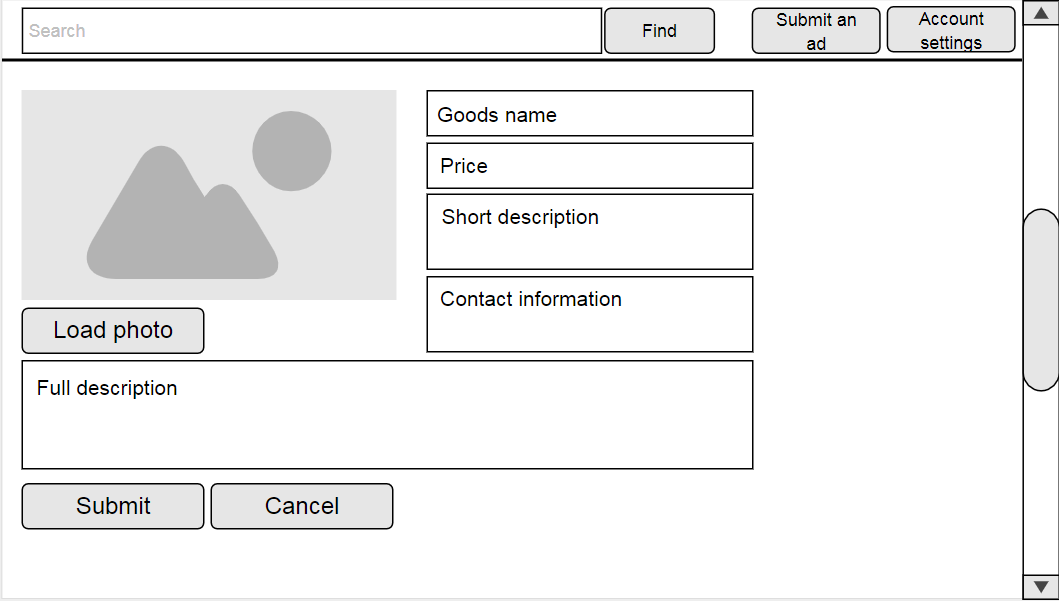 Search
Find
Submit an
ad
Account
settings
Goods name
Price
Short description
Contact information
Load photo
Full description
Submit
Cancel